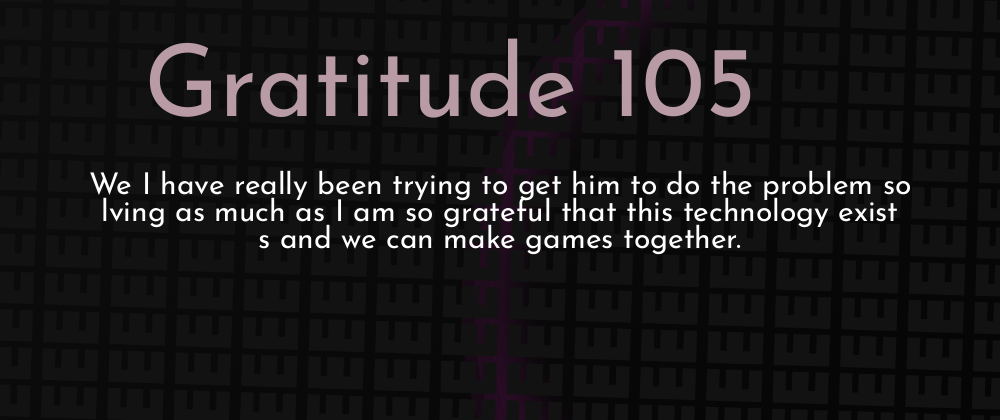 Gratitude 105
We I have really been trying to get him to do the problem so
lving as much as I am so grateful that this technology exist
s and we can make games together.